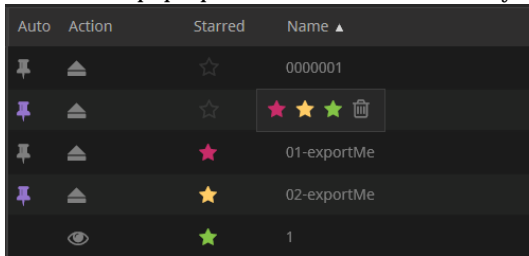 Auto Action Starred Name ▲
0000001
01-exportMe
02-exportMe
1